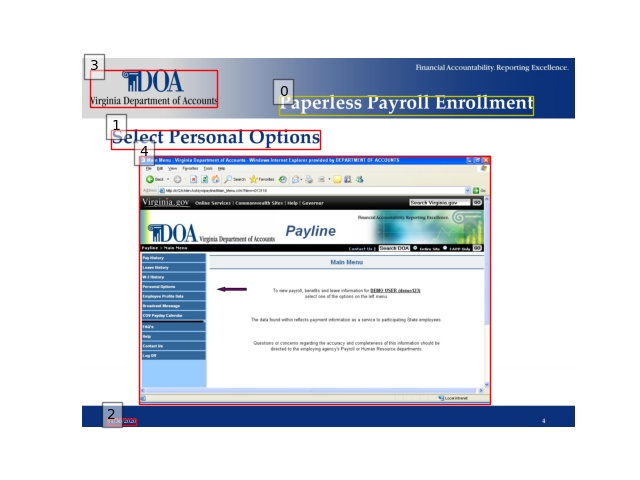 3
Financial Accountability. Reporting Excellence.
DOA
Virginia Department of Accounts
0
Paperless Payroll Enrollment
1
Select Personal Options
4
Main Menu - Virginia Department of Accounts - Windows Internet Explorer provided by DEPARTMENT OF ACCOUNTS
File Edit View Favorites Tools Help
Back Search Favorites
Address Go
Virginia.gov Online Services | Commonwealth Sites | Help | Governor Search Virginia.gov GO
Financial Accountability. Reporting Excellence.
DOA Virginia Department of Accounts
Payline
Payline > Main Menu Contact Us | Search DOA Entire Site GO
Pay History
Leave History
W-2 History
Personal Options
Employee Profile Data
Broadcast Message
COV Payday Calendar
FAQ's
Help
Contact Us
Log Off
Main Menu
To view payroll, benefits and leave information for DEMO USER
select one of the options on the left menu.
The data found within reflects payment information as a service to participating State employees.
Questions or concerns regarding the accuracy and completeness of this information should be
directed to the employing agency's Payroll or Human Resource departments.
Local intranet
2
4